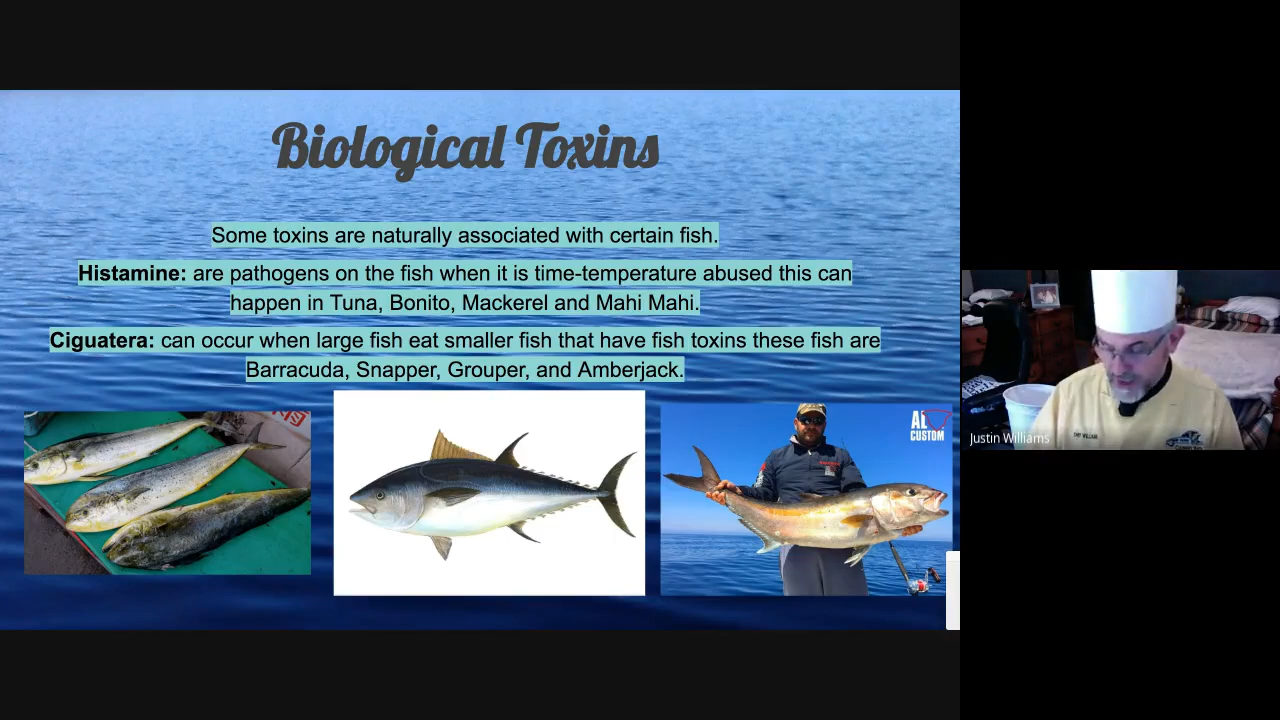 Biological Toxins
Some toxins are naturally associated with certain fish.
Histamine: are pathogens on the fish when it is time-temperature abused this can
happen in Tuna, Bonito, Mackerel and Mahi Mahi.
Ciguatera: can occur when large fish eat smaller fish that have fish toxins these fish are
Barracuda, Snapper, Grouper, and Amberjack.
AL
CUSTOM
Justin Williams